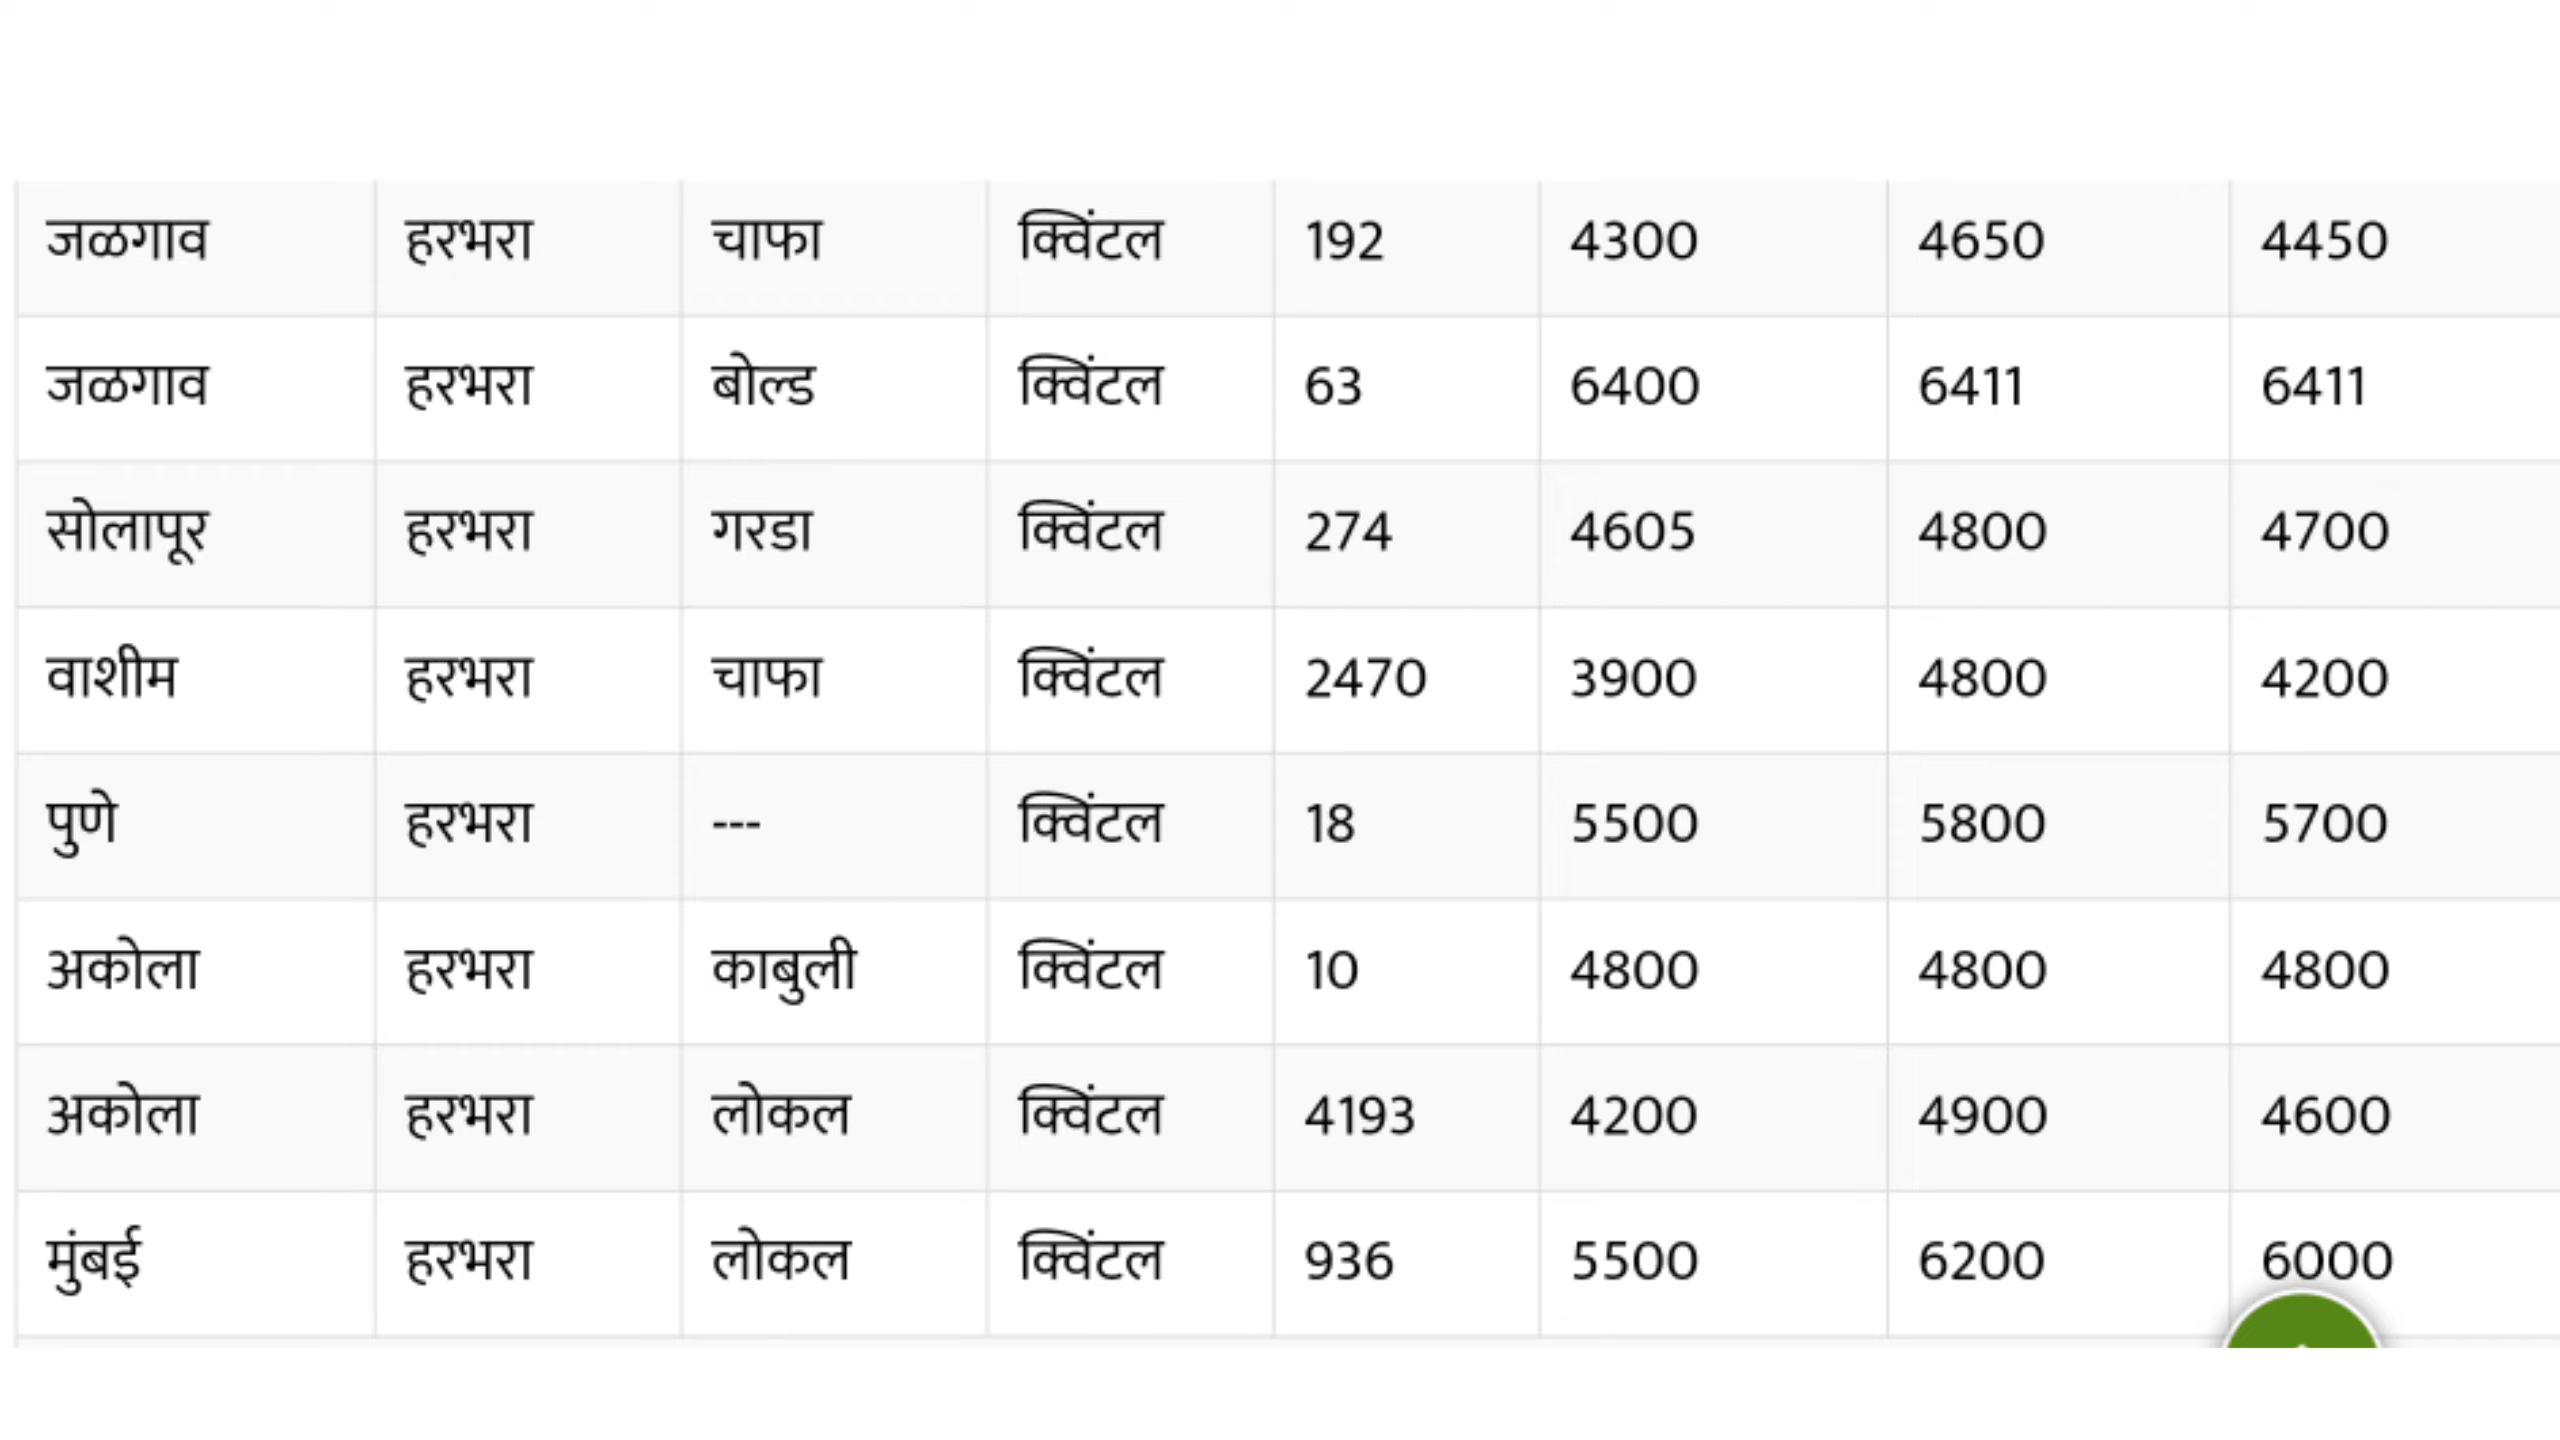 जळगाव हरभरा चाफा क्विंटल 192 4300 4650 4450
जळगाव हरभरा बोल्ड क्विंटल 63 6400 6411 6411
सोलापूर हरभरा गरडा क्विंटल 274 4605 4800 4700
वाशीम हरभरा चाफा क्विंटल 2470 3900 4800 4200
पुणे हरभरा --- क्विंटल 18 5500 5800 5700
अकोला हरभरा काबुली क्विंटल 10 4800 4800 4800
अकोला हरभरा लोकल क्विंटल 4193 4200 4900 4600
मुंबई हरभरा लोकल क्विंटल 936 5500 6200 6000